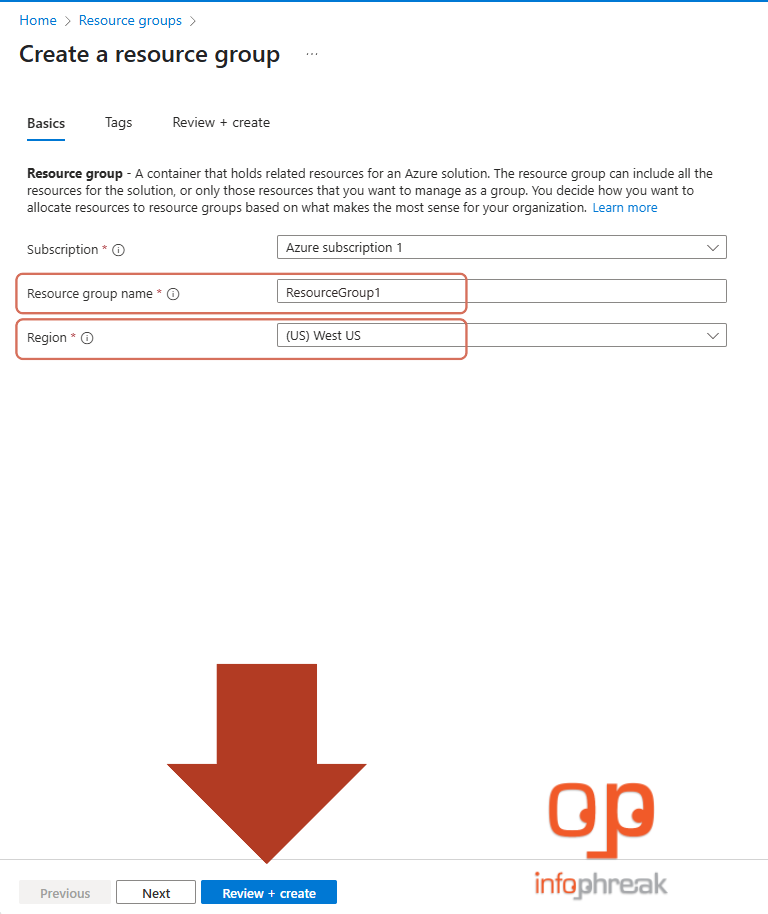 Home > Resource groups >
Create a resource group ...
Basics Tags Review + create
Resource group - A container that holds related resources for an Azure solution. The resource group can include all the
resources for the solution, or only those resources that you want to manage as a group. You decide how you want to
allocate resources to resource groups based on what makes the most sense for your organization. Learn more
Subscription * Azure subscription 1
Resource group name * ResourceGroup1
Region * (US) West US
infophreak
Previous Next Review + create